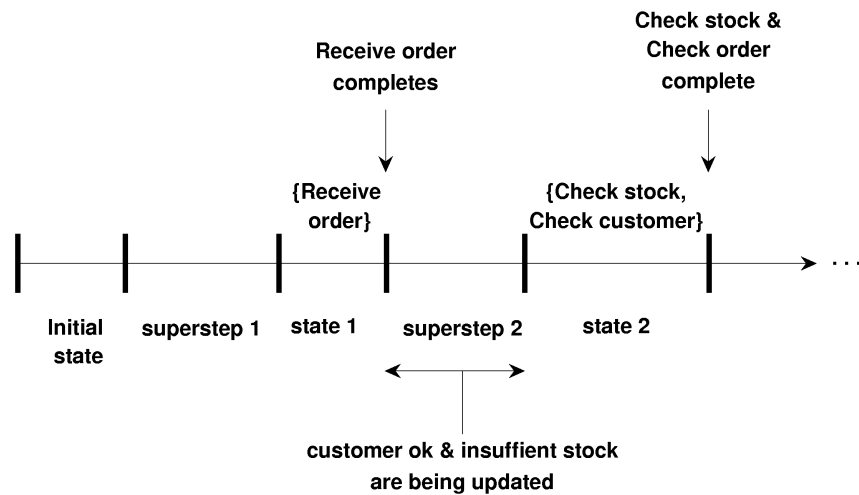 Check stock &
Check order
complete
Receive order
completes
{Receive
order}
{Check stock,
Check customer}
...
Initial
state
superstep 1
state 1
superstep 2
state 2
customer ok & insuffient stock
are being updated